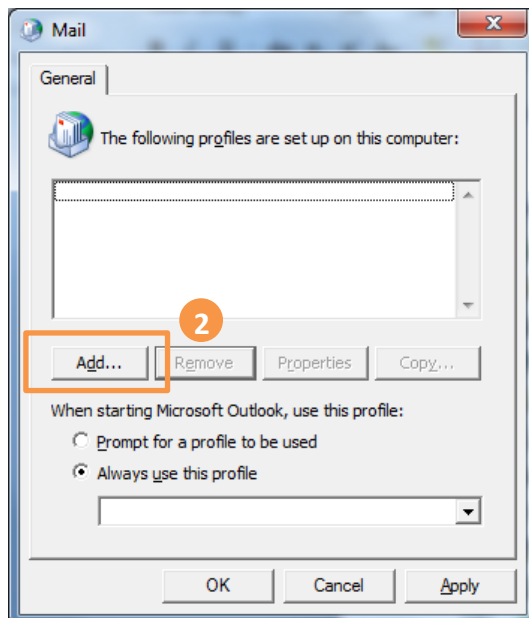 Mail
X
General
The following profiles are set up on this computer:
2
Add... Remove Properties Copy...
When starting Microsoft Outlook, use this profile:
Prompt for a profile to be used
Always use this profile
OK Cancel Apply